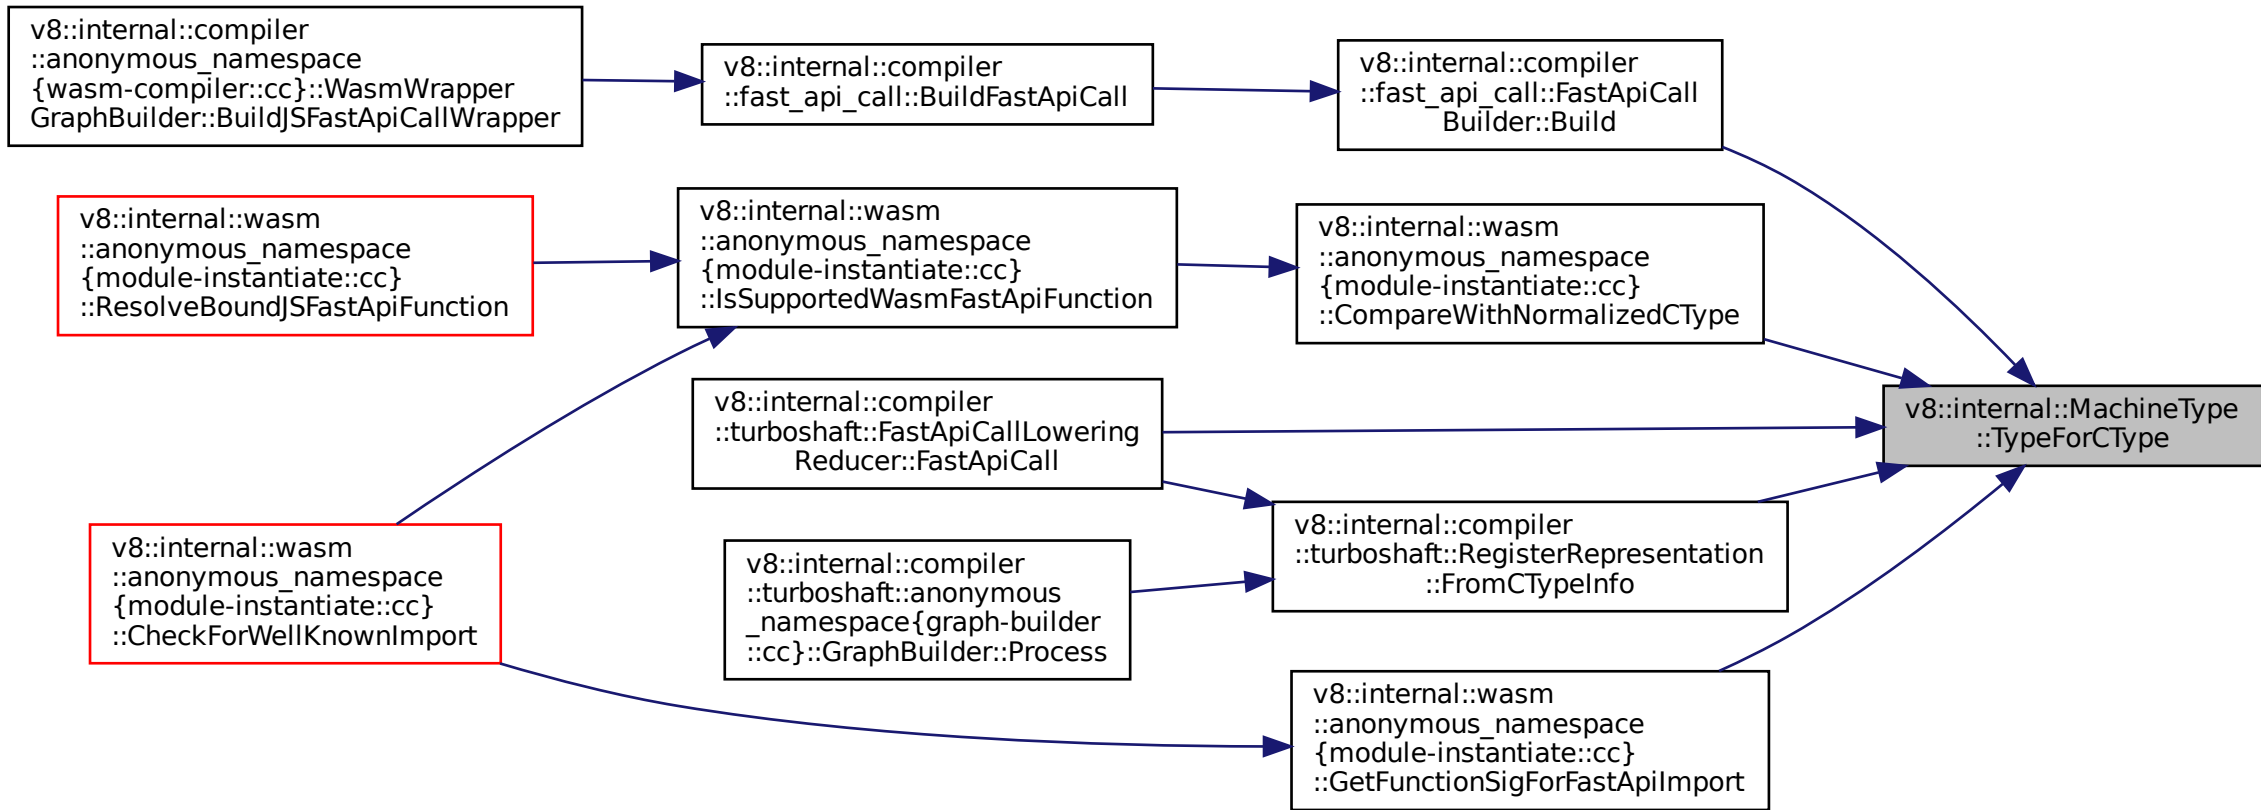 v8::internal::compiler
::anonymous_namespace
{wasm-compiler::cc}::WasmWrapper
GraphBuilder::BuildJSFastApiCallWrapper
v8::internal::compiler
::fast_api_call::BuildFastApiCall
v8::internal::compiler
::fast_api_call::FastApiCall
Builder::Build
v8::internal::wasm
::anonymous_namespace
{module-instantiate::cc}
::ResolveBoundJSFastApiFunction
v8::internal::wasm
::anonymous_namespace
{module-instantiate::cc}
::IsSupportedWasmFastApiFunction
v8::internal::wasm
::anonymous_namespace
{module-instantiate::cc}
::CompareWithNormalizedCType
v8::internal::compiler
::turboshaft::FastApiCallLowering
Reducer::FastApiCall
v8::internal::MachineType
::TypeForCType
v8::internal::wasm
::anonymous_namespace
{module-instantiate::cc}
::CheckForWellKnownImport
v8::internal::compiler
::turboshaft::anonymous
_namespace{graph-builder
::cc}::GraphBuilder::Process
v8::internal::compiler
::turboshaft::RegisterRepresentation
::FromCTypeInfo
v8::internal::wasm
::anonymous_namespace
{module-instantiate::cc}
::GetFunctionSigForFastApiImport